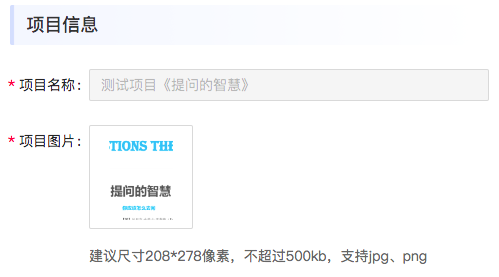 项目信息
* 项目名称: 测试项目《提问的智慧》
* 项目图片:
TIONS THE
提问的智慧
建议尺寸208*278像素，不超过500kb，支持jpg、png